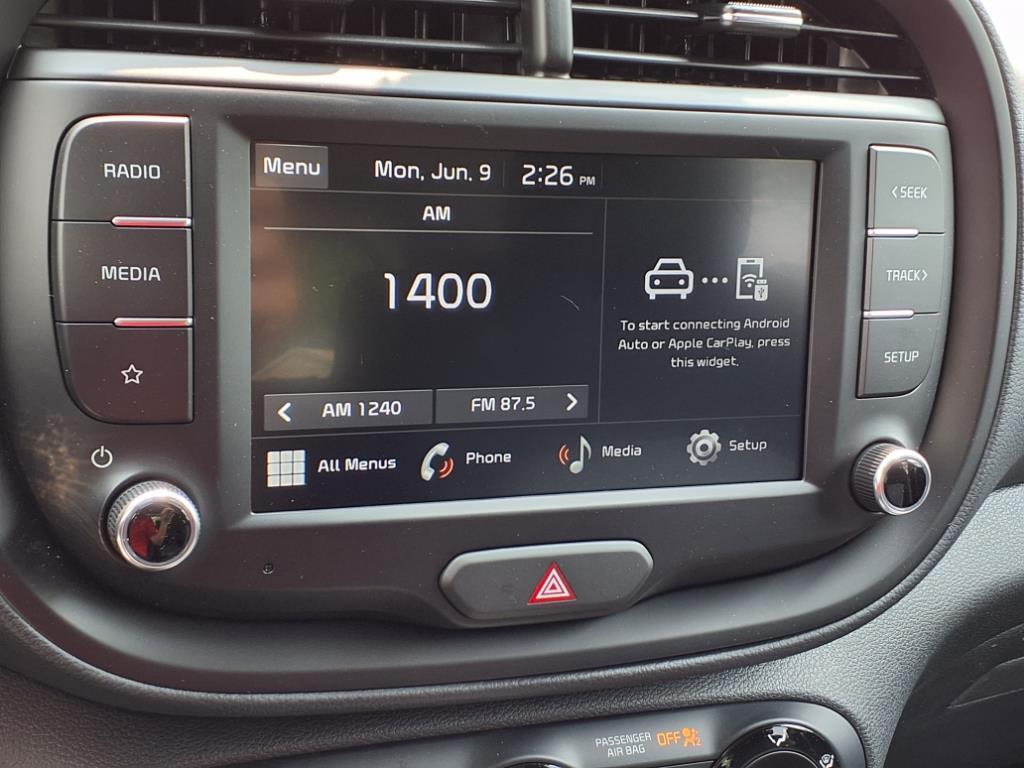 RADIO
MEDIA
Menu
Mon, Jun. 9
2:26 PM
AM
1400
To start connecting Android
Auto or Apple CarPlay, press
this widget.
< AM 1240
FM 87.5 >
All Menus
Phone
Media
Setup
<SEEK
TRACK>
SETUP
PASSENGER
AIR BAG
OFF
2